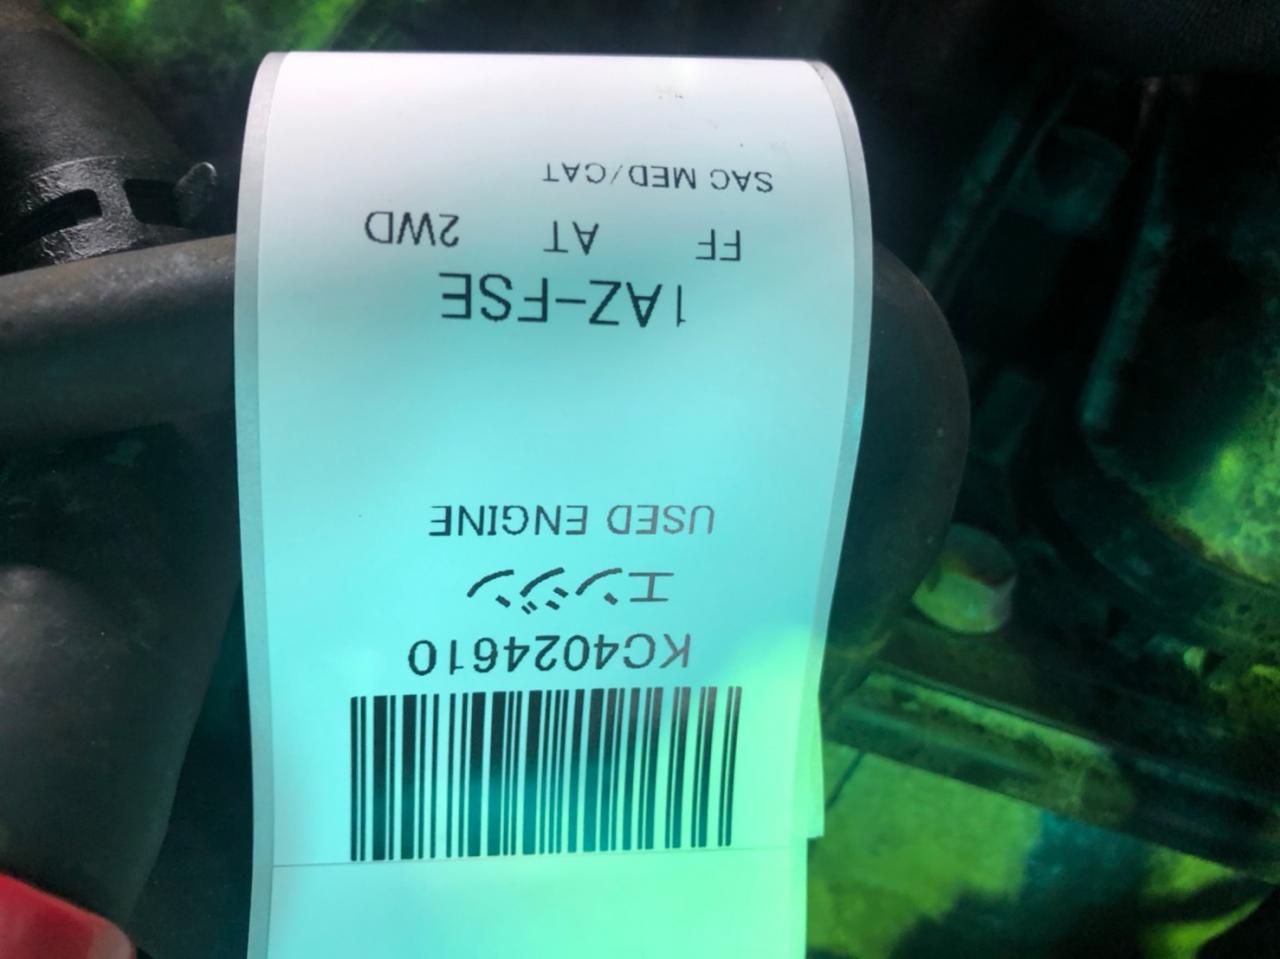 KC4024610
エンジン
USED ENGINE
1AZ-FSE
FF AT 2WD
SAC MED/CAT